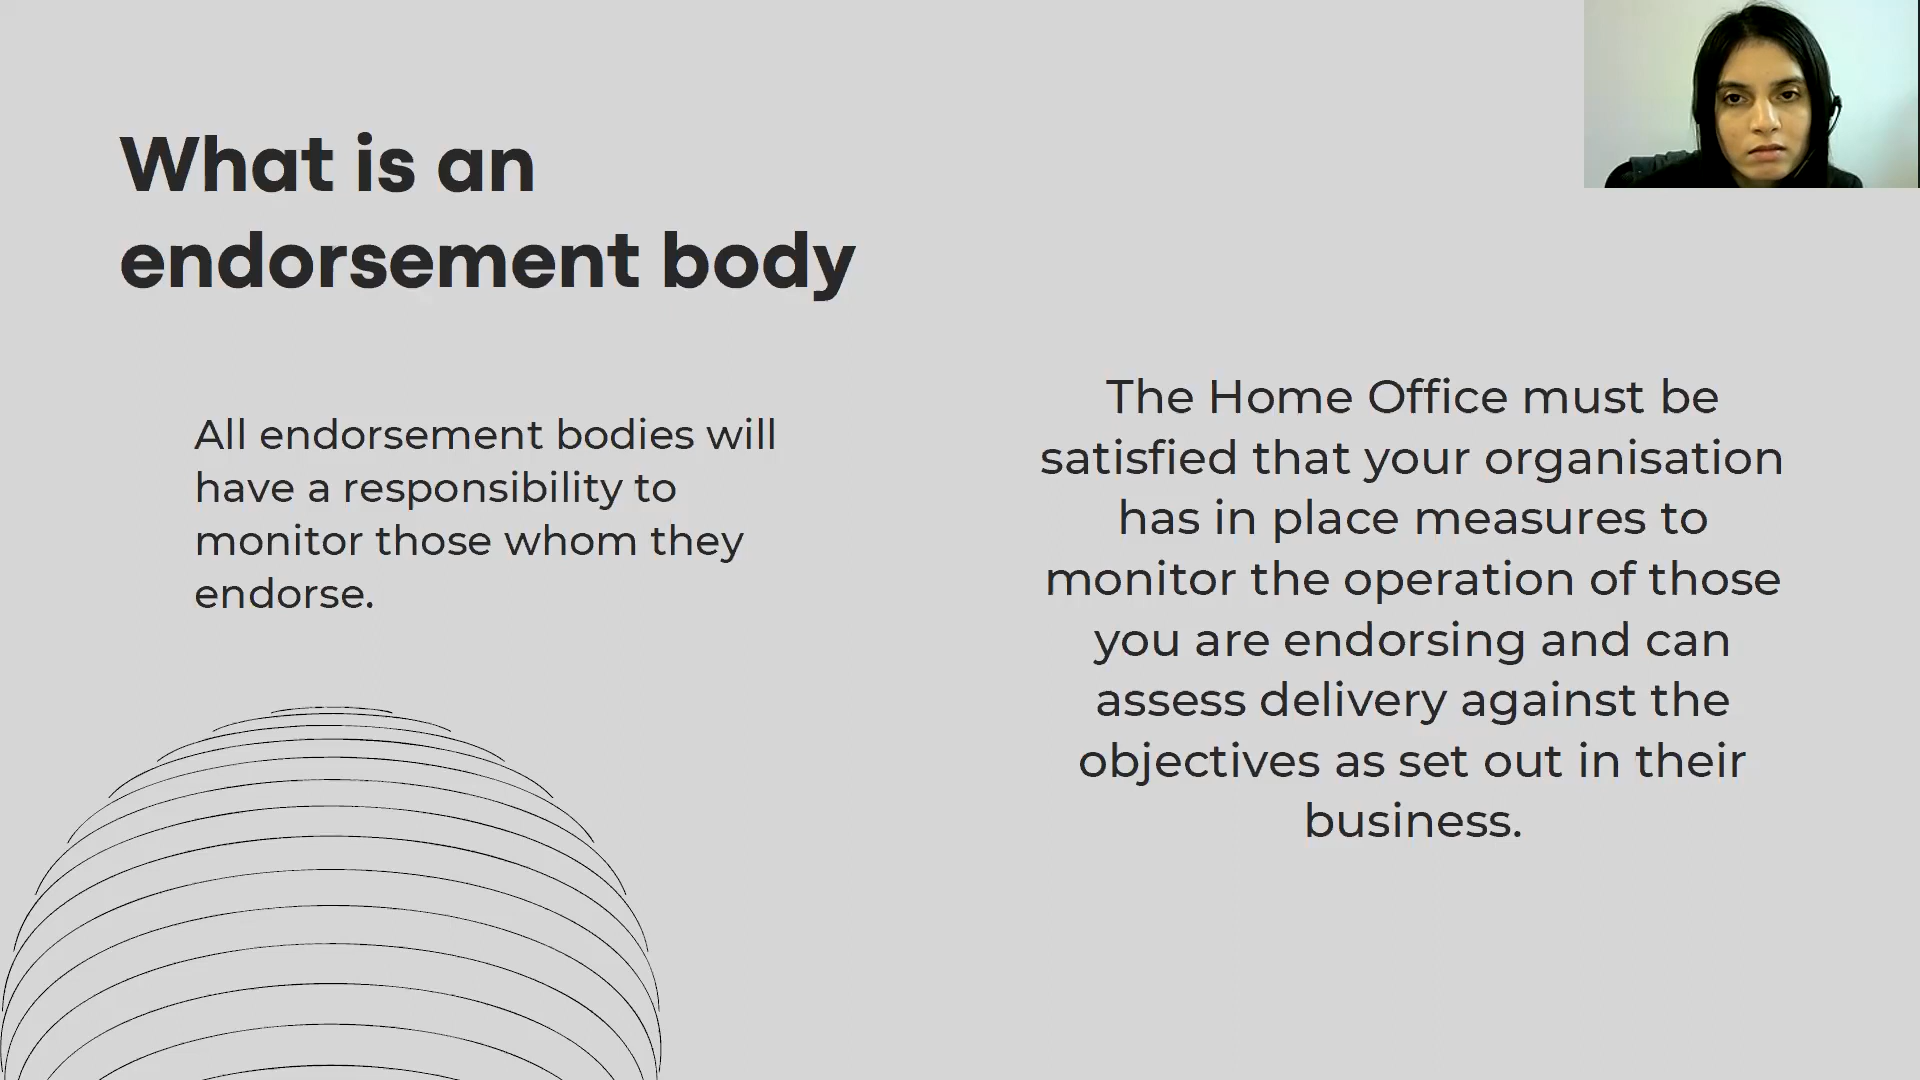 What is an
endorsement body
All endorsement bodies will
have a responsibility to
monitor those whom they
endorse.
The Home Office must be
satisfied that your organisation
has in place measures to
monitor the operation of those
you are endorsing and can
assess delivery against the
objectives as set out in their
business.